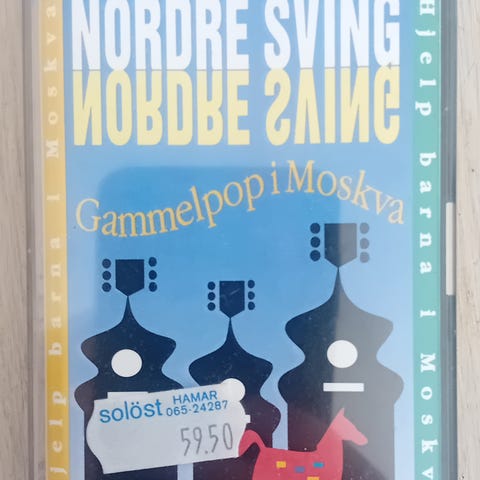 NORDRE SVING
NORDRE SVING
Gammelpop i Moskva
Hjelp barna i Moskva
Hjelp barna i Moskva
solöst HAMAR
065-24287
59.50